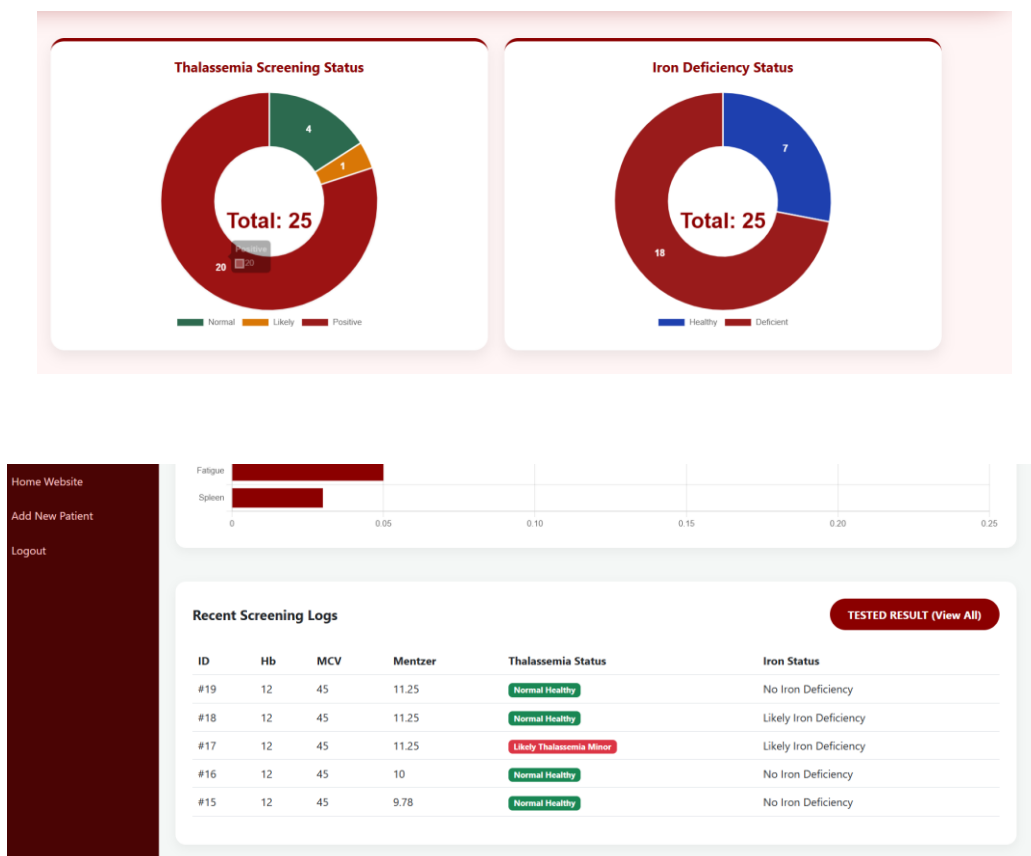 Thalassemia Screening Status
4
1
Total: 25
Positive
20
20
Normal Likely Positive
Iron Deficiency Status
7
Total: 25
18
Healthy Deficient
Home Website
Add New Patient
Logout
Fatigue
Spleen
0 0.05 0.10 0.15 0.20 0.25
Recent Screening Logs
TESTED RESULT (View All)
ID Hb MCV Mentzer Thalassemia Status Iron Status
#19 12 45 11.25 Normal Healthy No Iron Deficiency
#18 12 45 11.25 Normal Healthy Likely Iron Deficiency
#17 12 45 11.25 Likely Thalassemia Minor Likely Iron Deficiency
#16 12 45 10 Normal Healthy No Iron Deficiency
#15 12 45 9.78 Normal Healthy No Iron Deficiency